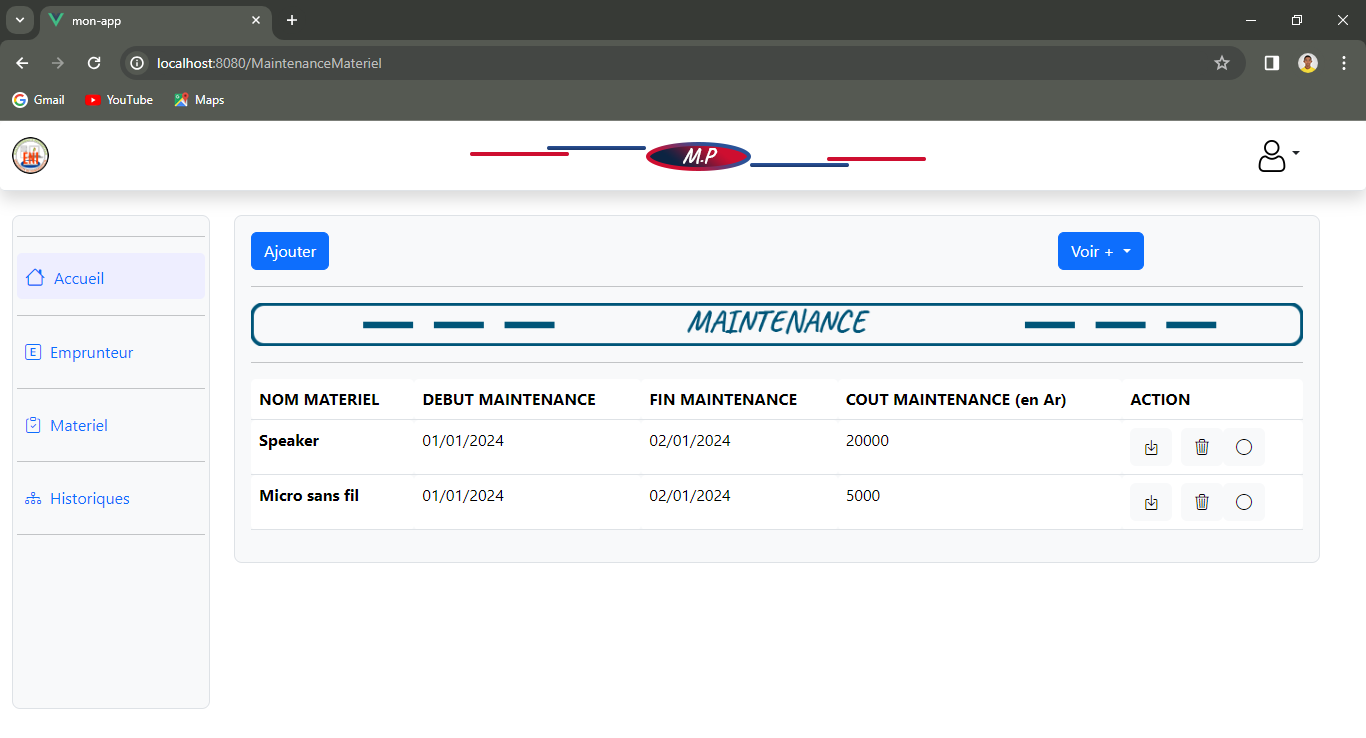 mon-app
localhost:8080/MaintenanceMateriel
Gmail YouTube Maps
M.P
Ajouter Voir +
Accueil
MAINTENANCE
Emprunteur
NOM MATERIEL DEBUT MAINTENANCE FIN MAINTENANCE COUT MAINTENANCE (en Ar) ACTION
Materiel
Speaker 01/01/2024 02/01/2024 20000
Historiques
Micro sans fil 01/01/2024 02/01/2024 5000